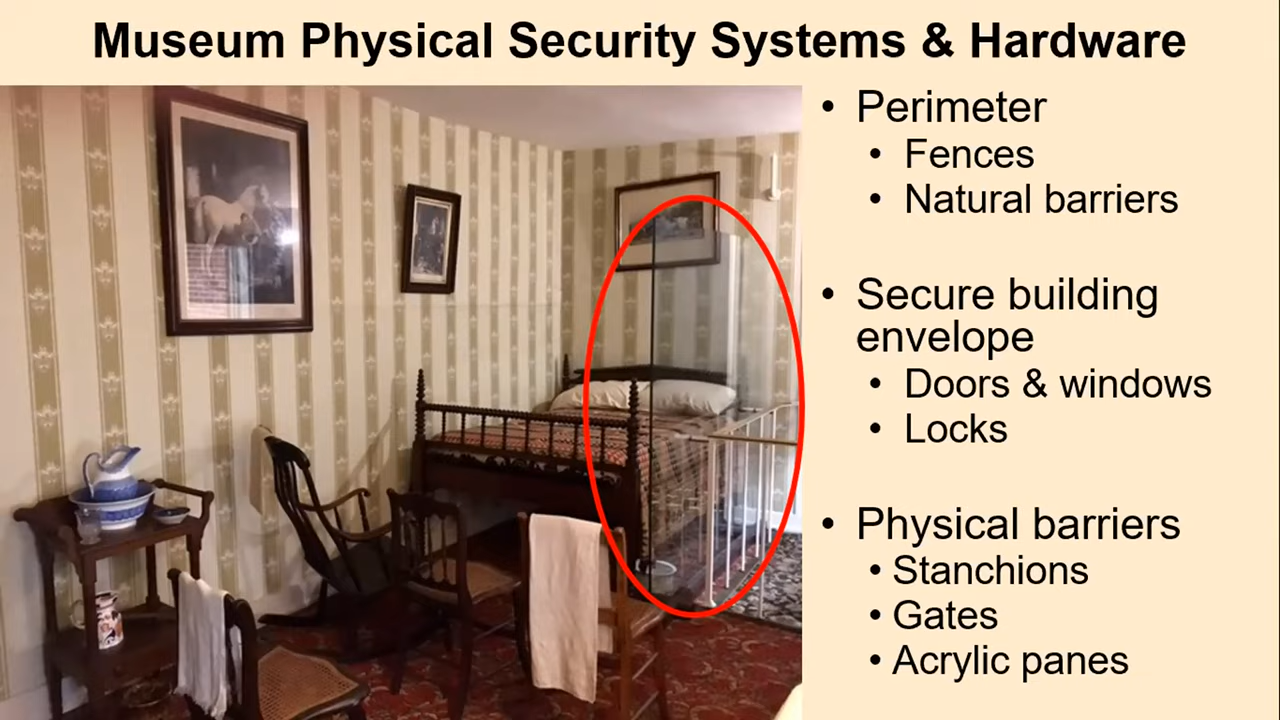 Museum Physical Security Systems & Hardware
• Perimeter
• Fences
• Natural barriers
• Secure building
envelope
• Doors & windows
• Locks
• Physical barriers
• Stanchions
• Gates
• Acrylic panes